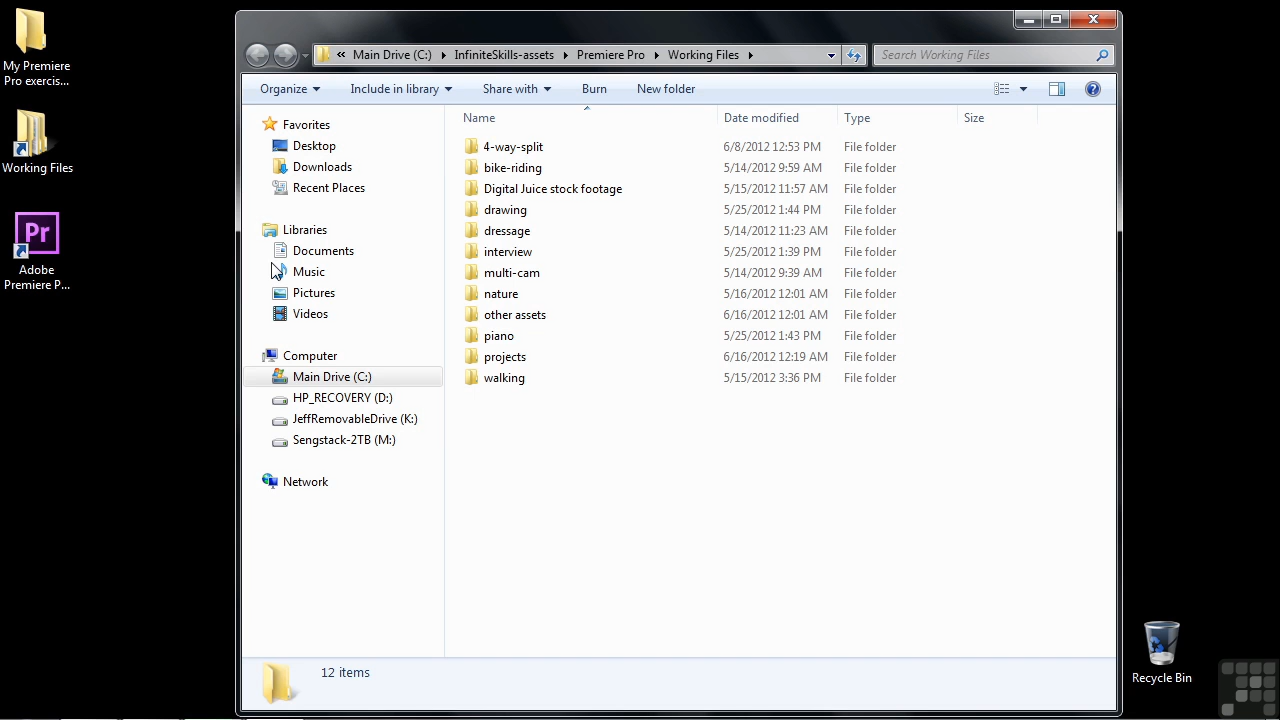 My Premiere
Pro exercis...
Working Files
Pr
Adobe
Premiere P...
« Main Drive (C:) InfiniteSkills-assets Premiere Pro Working Files
Search Working Files
Organize Include in library Share with Burn New folder
Name Date modified Type Size
Favorites
Desktop
Downloads
Recent Places
Libraries
Documents
Music
Pictures
Videos
Computer
Main Drive (C:)
HP_RECOVERY (D:)
JeffRemovableDrive (K:)
Sengstack-2TB (M:)
Network
4-way-split 6/8/2012 12:53 PM File folder
bike-riding 5/14/2012 9:59 AM File folder
Digital Juice stock footage 5/15/2012 11:57 AM File folder
drawing 5/25/2012 1:44 PM File folder
dressage 5/14/2012 11:23 AM File folder
interview 5/25/2012 1:39 PM File folder
multi-cam 5/14/2012 9:39 AM File folder
nature 5/16/2012 12:01 AM File folder
other assets 6/16/2012 12:01 AM File folder
piano 5/25/2012 1:43 PM File folder
projects 6/16/2012 12:19 AM File folder
walking 5/15/2012 3:36 PM File folder
12 items
Recycle Bin